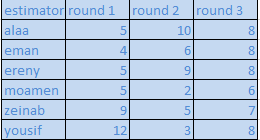 estimator round 1 round 2 round 3
alaa 5 10 8
eman 4 6 8
ereny 5 9 8
moamen 5 2 6
zeinab 9 5 7
yousif 12 3 8